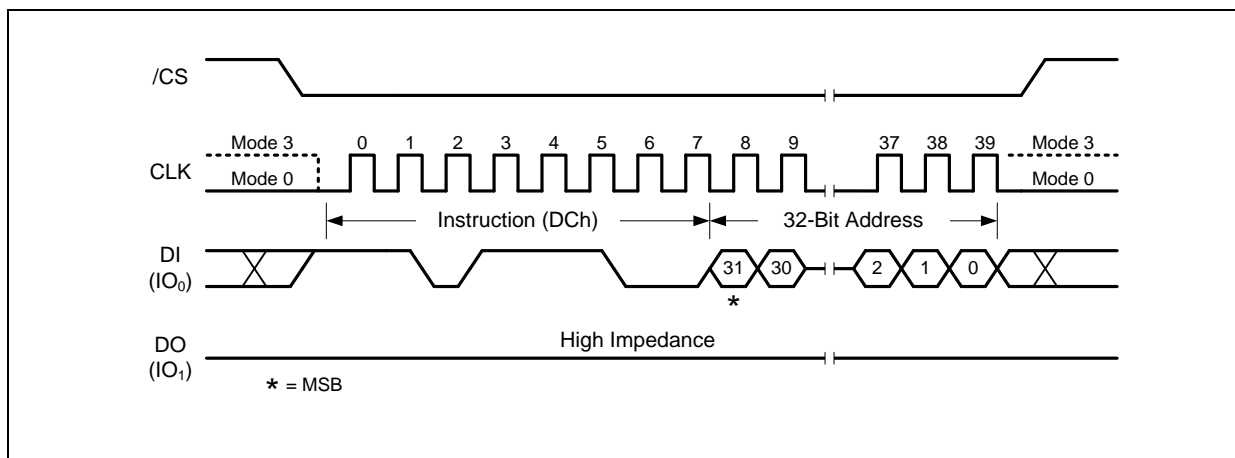 /CS
Mode 3 0 1 2 3 4 5 6 7 8 9 37 38 39 Mode 3
CLK
Mode 0 Mode 0
Instruction (DCh) 32-Bit Address
DI
(IO₀)
31 30 2 1 0
*
High Impedance
DO
(IO₁)
* = MSB